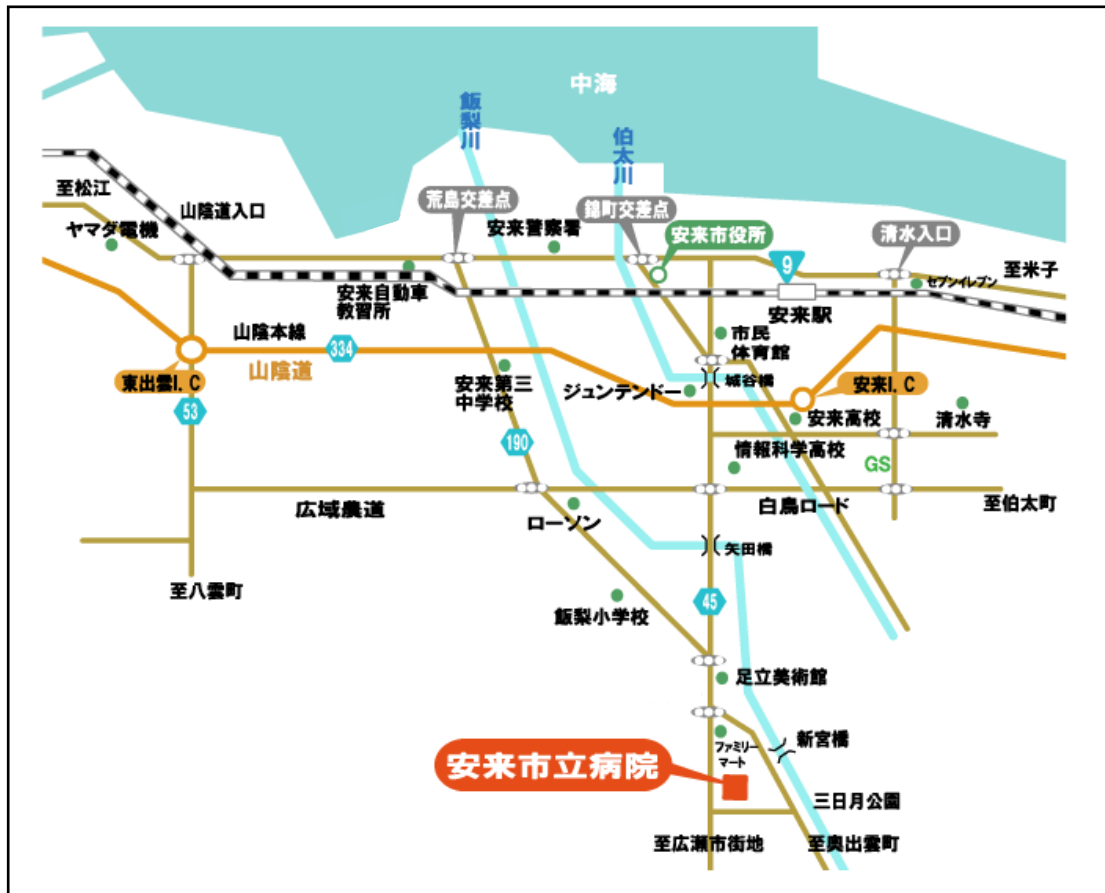 中海
飯梨川
伯太川
至松江
山陰道入口
荒島交差点
錦町交差点
ヤマダ電機
安来警察署
安来市役所
清水入口
9
至米子
セブンイレブン
安来自動車
教習所
安来駅
山陰本線
334
市民
体育館
山陰道
東出雲I.C
安来第三
中学校
ジュンテンドー
城谷橋
安来I.C
53
安来高校
清水寺
190
情報科学高校
GS
広域農道
ローソン
白鳥ロード
至伯太町
矢田橋
至八雲町
飯梨小学校
45
足立美術館
ファミリー
マート
新宮橋
安来市立病院
三日月公園
至広瀬市街地
至奥出雲町